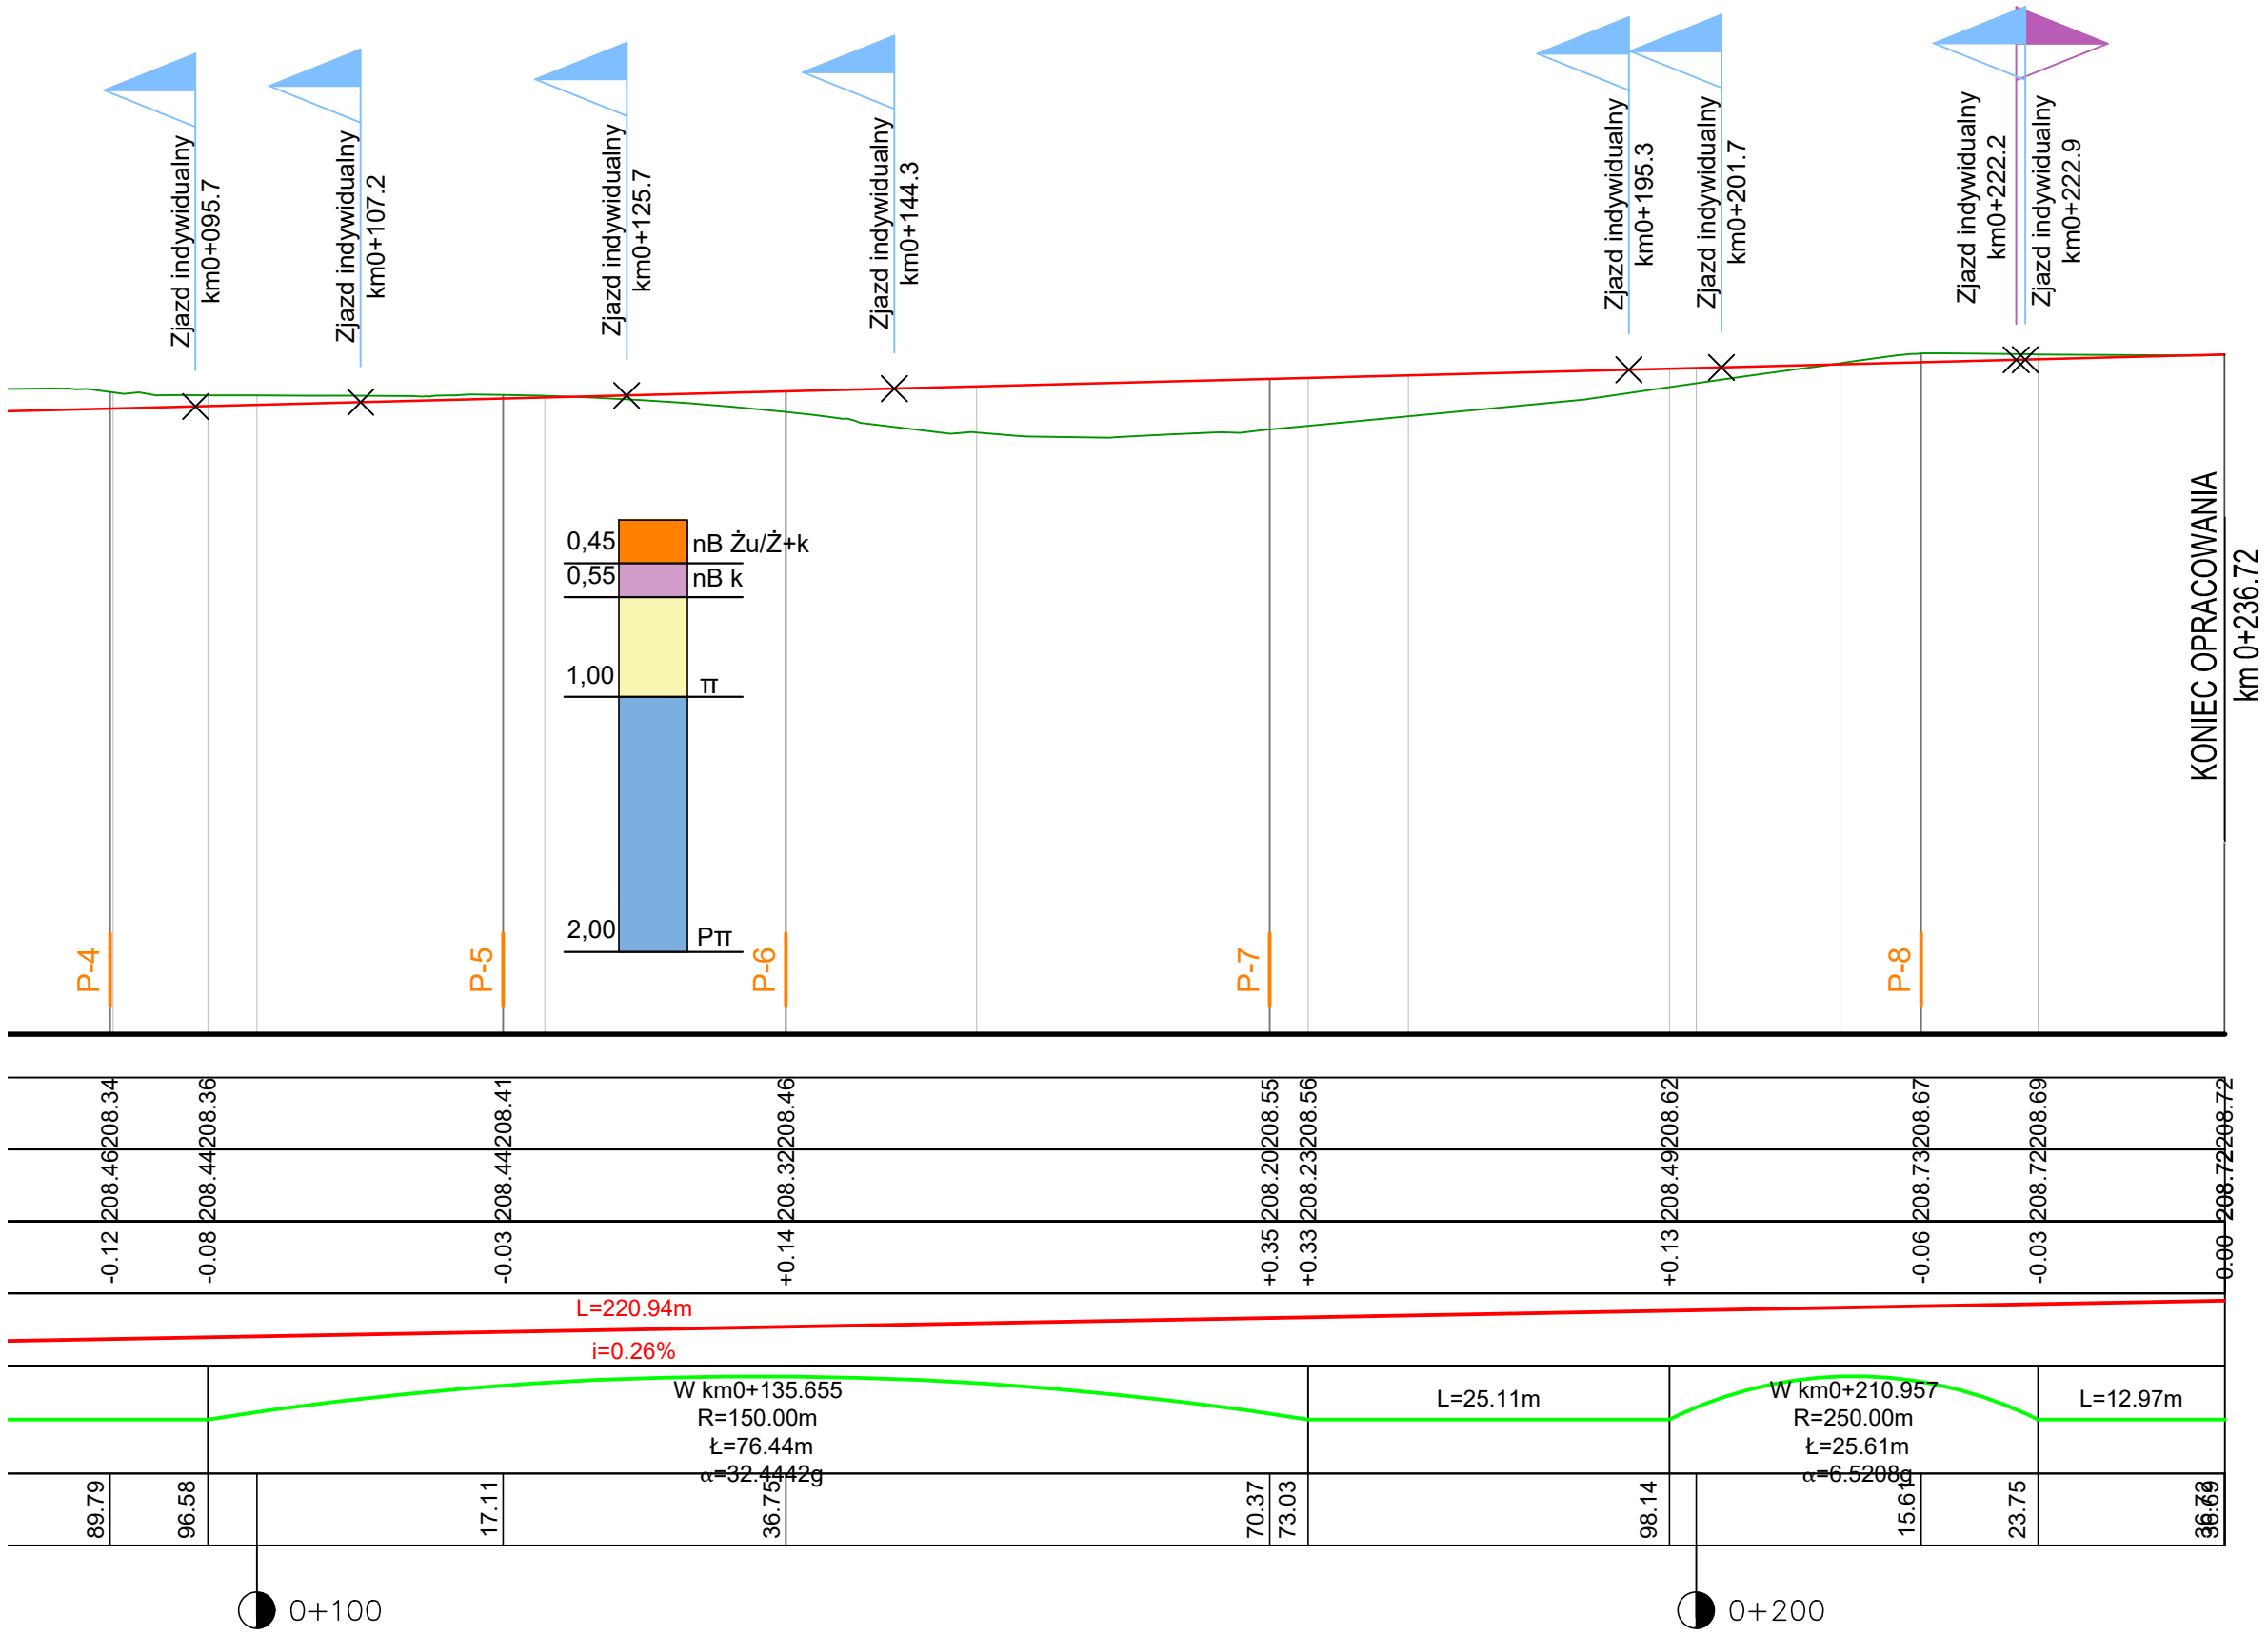 Zjazd indywidualny
km0+095.7
Zjazd indywidualny
km0+107.2
Zjazd indywidualny
km0+125.7
Zjazd indywidualny
km0+144.3
Zjazd indywidualny
km0+195.3
Zjazd indywidualny
km0+201.7
Zjazd indywidualny
km0+222.2
Zjazd indywidualny
km0+222.9
KONIEC OPRACOWANIA
km 0+236.72
0,45 nB Żu/Ż+k
0,55 nB k
1,00 π
2,00 Pπ
P-4
P-5
P-6
P-7
P-8
208.34 208.36 208.41 208.46 208.55 208.56 208.62 208.67 208.69 208.72
208.46 208.44 208.44 208.32 208.20 208.23 208.49 208.73 208.72 208.72
-0.12 -0.08 -0.03 +0.14 +0.35 +0.33 +0.13 -0.06 -0.03 0.00
L=220.94m
i=0.26%
W km0+135.655
R=150.00m
Ł=76.44m
α=32.4442g
L=25.11m
W km0+210.957
R=250.00m
Ł=25.61m
α=6.5208g
L=12.97m
89.79 96.58 17.11 36.75 70.37 73.03 98.14 15.61 23.75
0+100
0+200